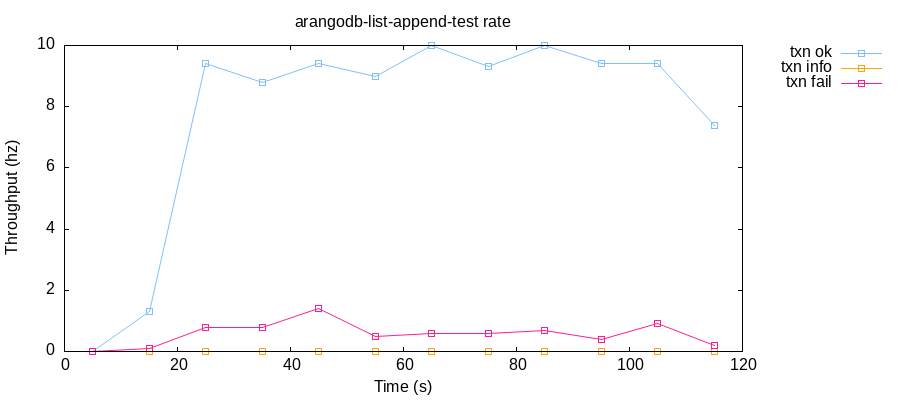 arangodb-list-append-test rate
txn ok
txn info
txn fail
Throughput (hz)
10
8
6
4
2
0
0 20 40 60 80 100 120
Time (s)